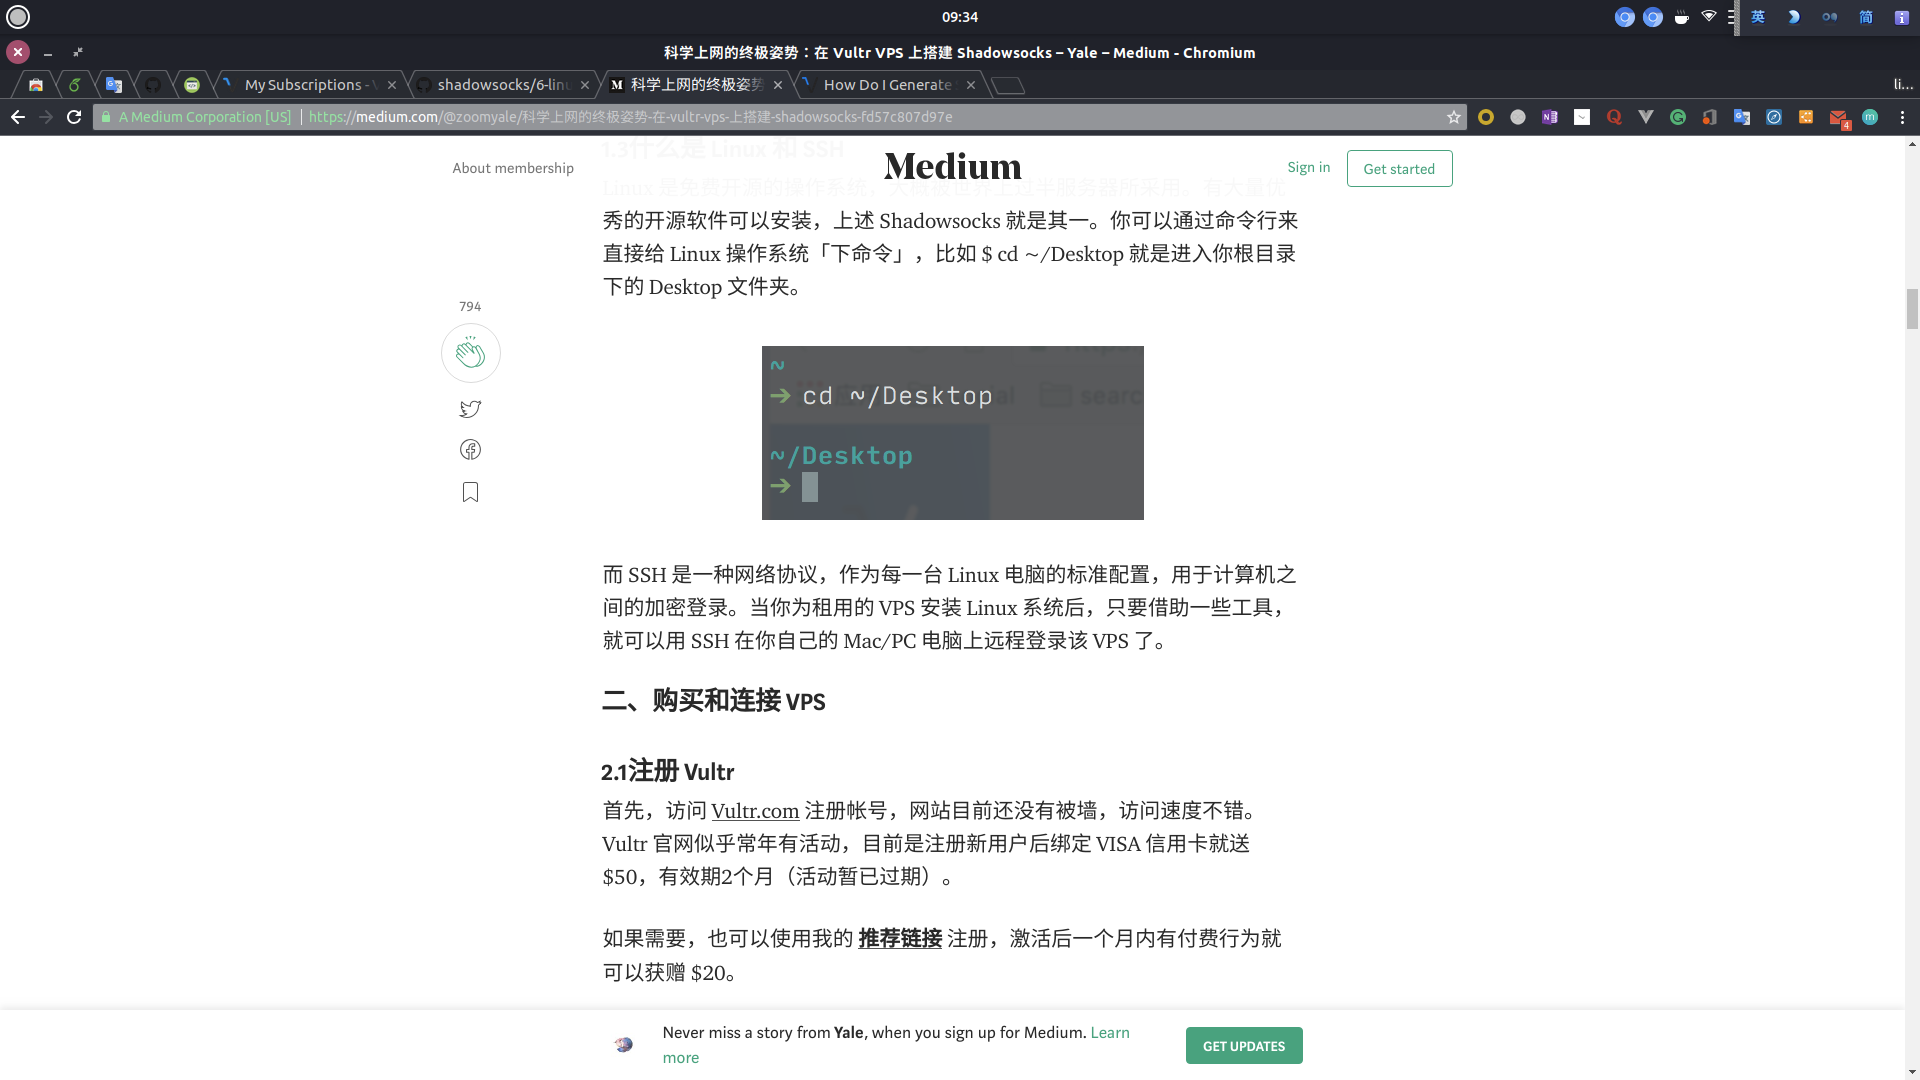 09:34
英
简
科学上网的终极姿势：在 Vultr VPS 上搭建 Shadowsocks – Yale – Medium - Chromium
My Subscriptions -
shadowsocks/6-linu
科学上网的终极姿势
How Do I Generate
li...
A Medium Corporation [US]
https://medium.com/@zoomyale/科学上网的终极姿势-在-vultr-vps-上搭建-shadowsocks-fd57c807d97e
4
1.3什么是 Linux 和 SSH
About membership
Medium
Sign in
Get started
Linux 是免费开源的操作系统，大概被世界上过半服务器所采用。有大量优
秀的开源软件可以安装，上述 Shadowsocks 就是其一。你可以通过命令行来
直接给 Linux 操作系统「下命令」，比如 $ cd ~/Desktop 就是进入你根目录
下的 Desktop 文件夹。
794
~
➔ cd ~/Desktop
searc
~/Desktop
➔
而 SSH 是一种网络协议，作为每一台 Linux 电脑的标准配置，用于计算机之
间的加密登录。当你为租用的 VPS 安装 Linux 系统后，只要借助一些工具，
就可以用 SSH 在你自己的 Mac/PC 电脑上远程登录该 VPS 了。
二、购买和连接 VPS
2.1注册 Vultr
首先，访问 Vultr.com 注册帐号，网站目前还没有被墙，访问速度不错。
Vultr 官网似乎常年有活动，目前是注册新用户后绑定 VISA 信用卡就送
$50，有效期2个月（活动暂已过期）。
如果需要，也可以使用我的 推荐链接 注册，激活后一个月内有付费行为就
可以获赠 $20。
Never miss a story from Yale, when you sign up for Medium. Learn
more
GET UPDATES